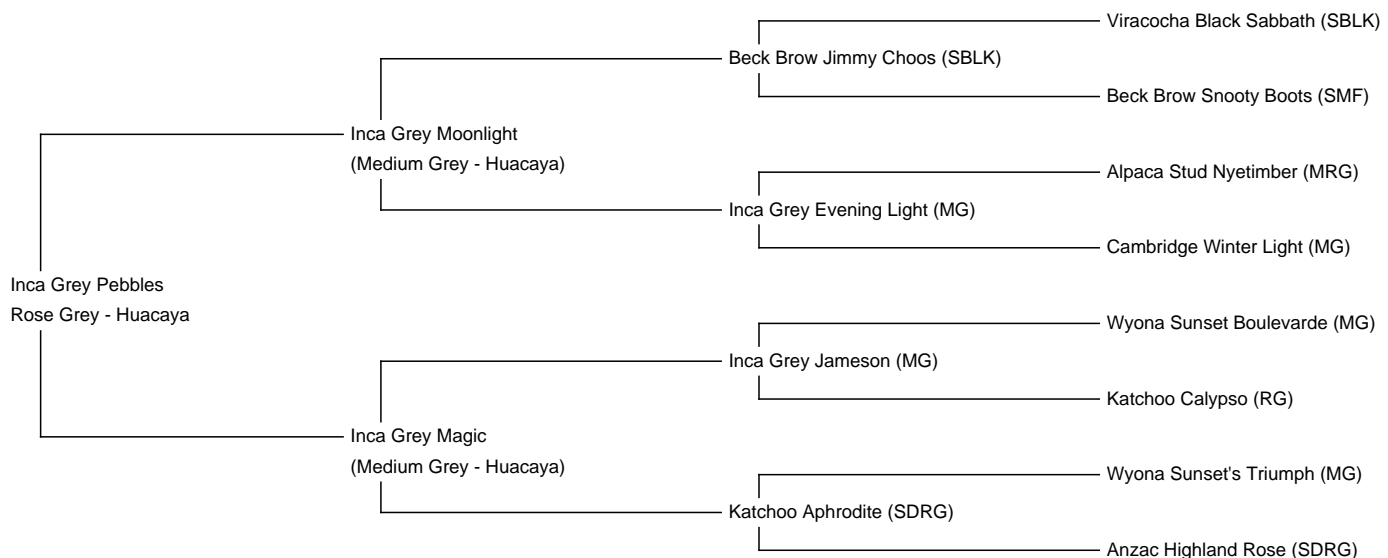 Viracocha Black Sabbath (SBLK)
Beck Brow Jimmy Choos (SBLK)
Beck Brow Snooty Boots (SMF)
Inca Grey Moonlight
(Medium Grey - Huacaya)
Alpaca Stud Nyetimber (MRG)
Inca Grey Evening Light (MG)
Cambridge Winter Light (MG)
Inca Grey Pebbles
Rose Grey - Huacaya
Wyona Sunset Boulevarde (MG)
Inca Grey Jameson (MG)
Katchoo Calypso (RG)
Inca Grey Magic
(Medium Grey - Huacaya)
Wyona Sunset's Triumph (MG)
Katchoo Aphrodite (SDRG)
Anzac Highland Rose (SDRG)